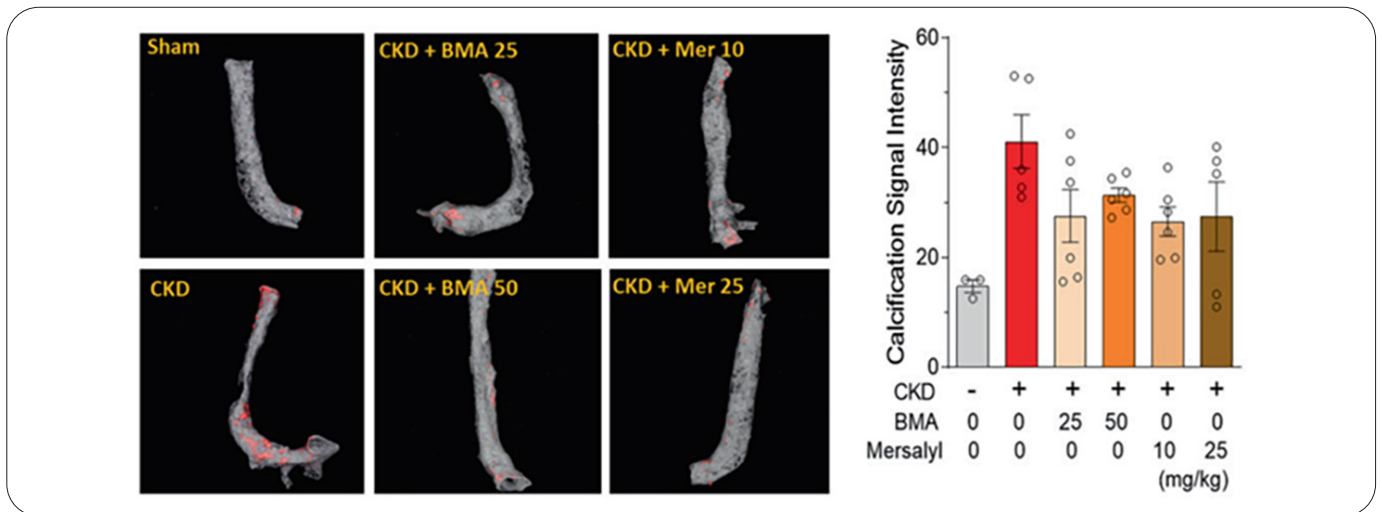 Sham
CKD + BMA 25
CKD + Mer 10
CKD
CKD + BMA 50
CKD + Mer 25
Calcification Signal Intensity
60
40
20
0
CKD - + + + + +
BMA 0 0 25 50 0 0
Mersalyl 0 0 0 0 10 25
(mg/kg)